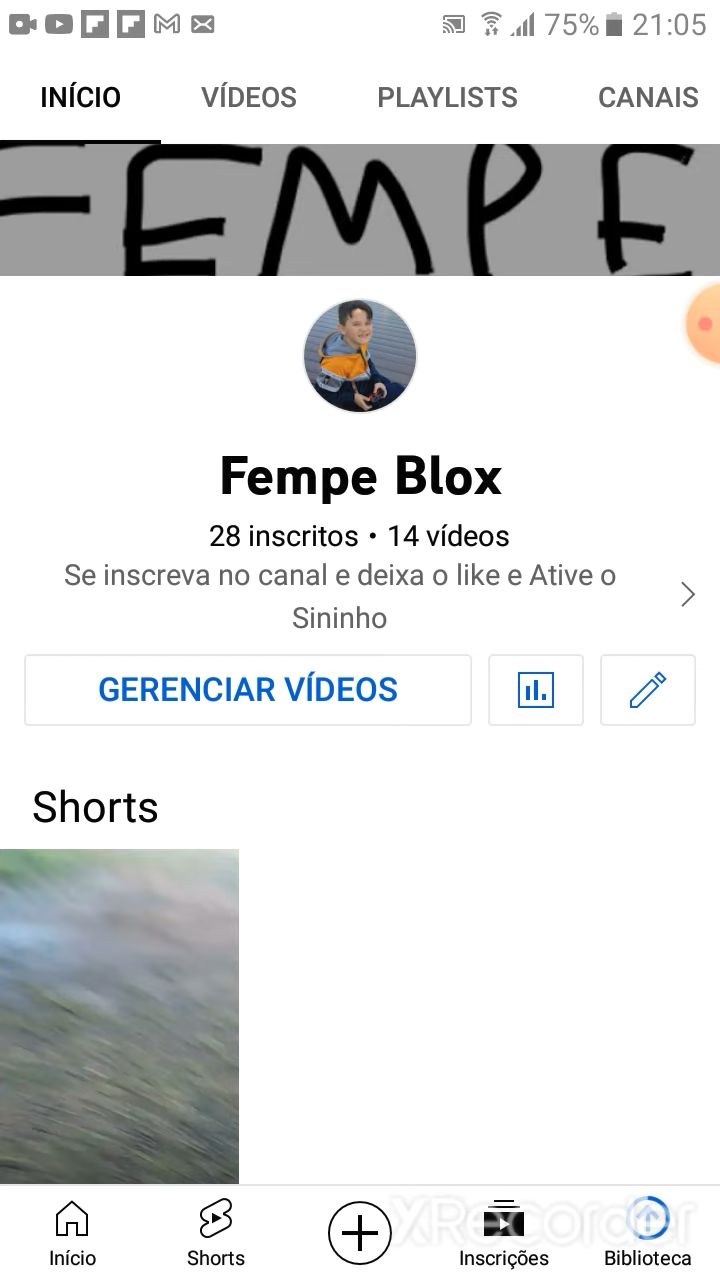 75% 21:05
INÍCIO VÍDEOS PLAYLISTS CANAIS
FEMPE
Fempe Blox
28 inscritos • 14 vídeos
Se inscreva no canal e deixa o like e Ative o
Sininho
GERENCIAR VÍDEOS
Shorts
XRecorder
Início Shorts Inscrições Biblioteca